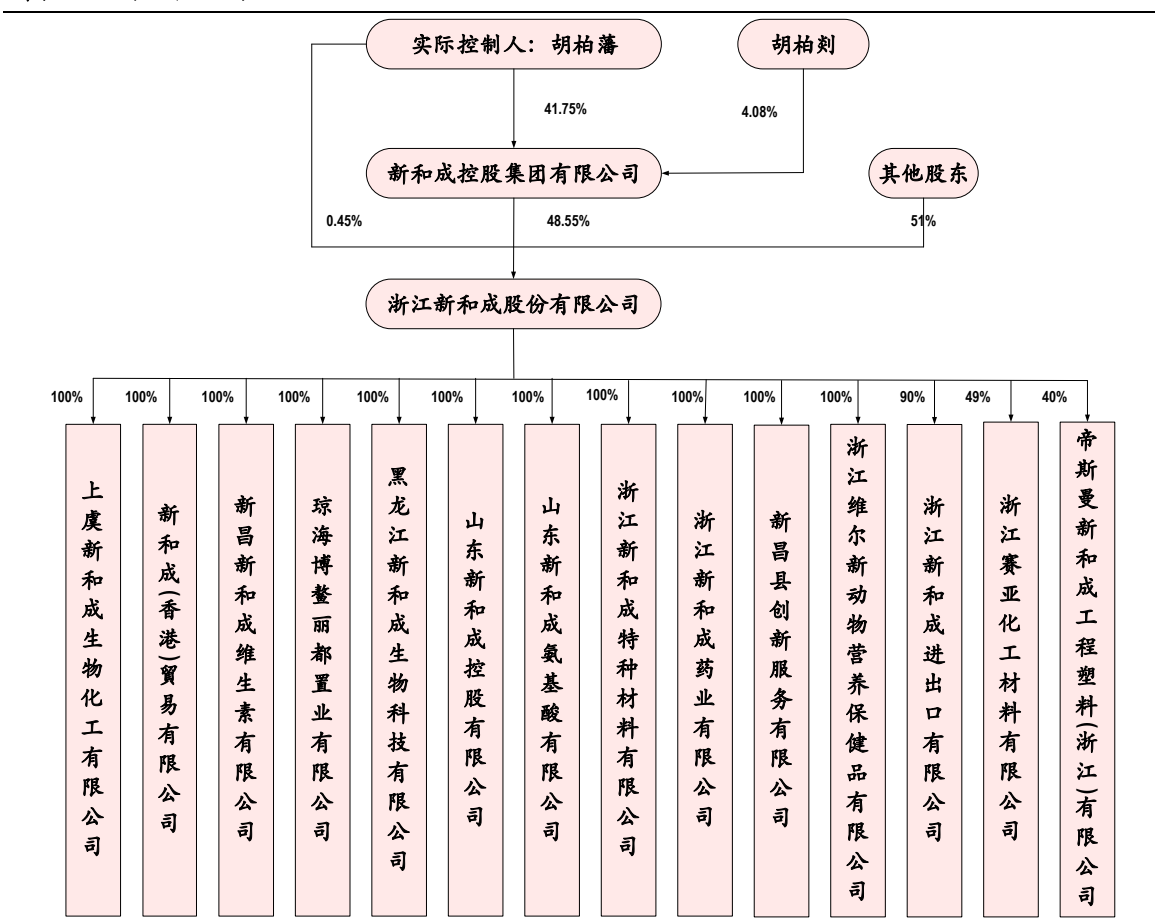 实际控制人：胡柏藩
胡柏剡
41.75%
4.08%
新和成控股集团有限公司
其他股东
0.45%
48.55%
51%
浙江新和成股份有限公司
100%
100%
100%
100%
100%
100%
100%
100%
100%
100%
100%
90%
49%
40%
上虞新和成生物化工有限公司
新和成(香港)貿易有限公司
新昌新和成维生素有限公司
琼海博鳌丽都置业有限公司
黑龙江新和成生物科技有限公司
山东新和成控股有限公司
山东新和成氨基酸有限公司
浙江新和成特种材料有限公司
浙江新和成药业有限公司
新昌县创新服务有限公司
浙江维尔新动物营养保健品有限公司
浙江新和成进出口有限公司
浙江赛亚化工材料有限公司
帝斯曼新和成工程塑料(浙江)有限公司